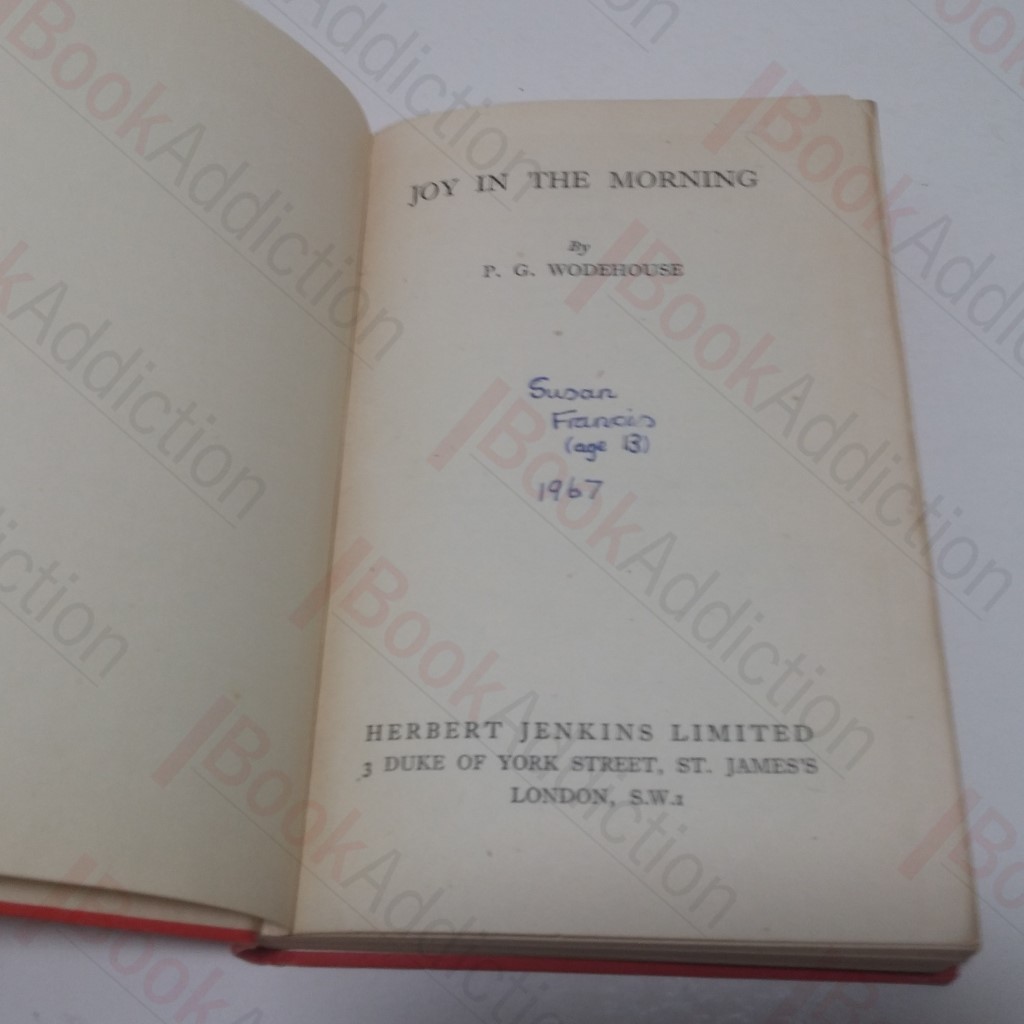 JOY IN THE MORNING
By
P. G. WODEHOUSE
Susan
Francis
(age 13)
1967
HERBERT JENKINS LIMITED
3 DUKE OF YORK STREET, ST. JAMES'S
LONDON, S.W.1
BookAddiction